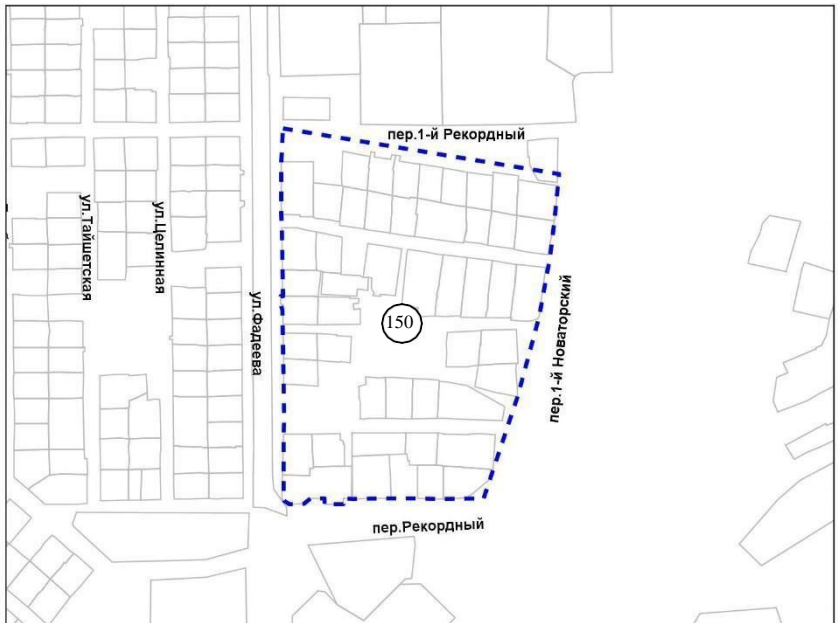 пер.1-й Рекордный
ул.Тайшетская
ул.Целинная
ул.Фадеева
150
пер.1-й Новаторский
пер.Рекордный